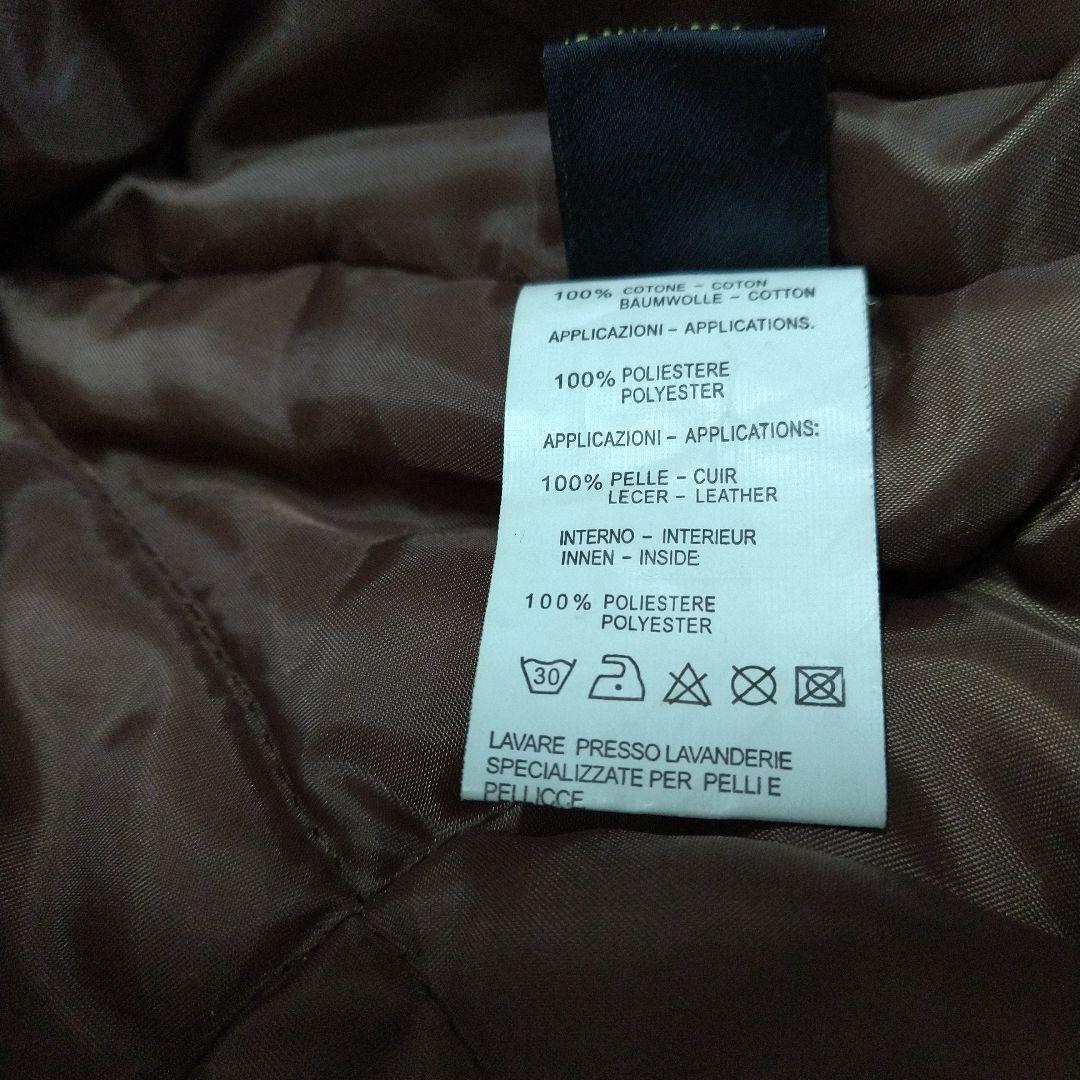 100% COTONE - COTON
BAUMWOLLE - COTTON
APPLICAZIONI - APPLICATIONS.
100% POLIESTERE
POLYESTER
APPLICAZIONI - APPLICATIONS:
100% PELLE - CUIR
LECER - LEATHER
INTERNO - INTERIEUR
INNEN - INSIDE
100% POLIESTERE
POLYESTER
30
LAVARE PRESSO LAVANDERIE
SPECIALIZZATE PER PELLI E
PELLICCE